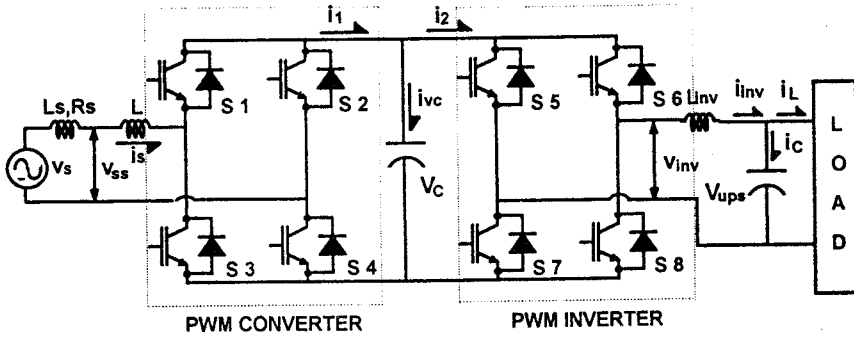 i1
i2
S 1
S 2
S 5
S 6
Linv
iinv
iL
Ls,Rs
L
ivc
iC
vs
vss
is
VC
vinv
Vups
L
O
A
D
S 3
S 4
S 7
S 8
PWM CONVERTER
PWM INVERTER